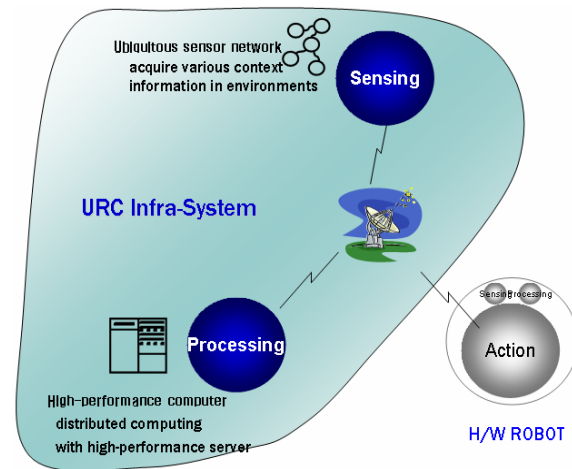 Ubiquitous sensor network
acquire various context
information in environments
Sensing
URC Infra-System
Processing
High-performance computer
distributed computing
with high-performance server
Sensing Processing
Action
H/W ROBOT